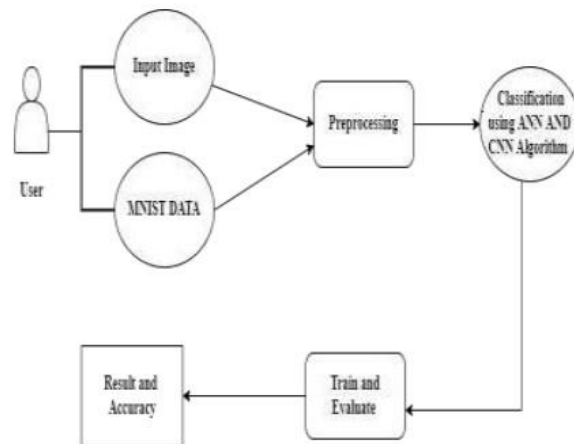 Input Image
User
MNIST DATA
Preprocessing
Classification
using ANN AND
CNN Algorithm
Result and
Accuracy
Train and
Evaluate